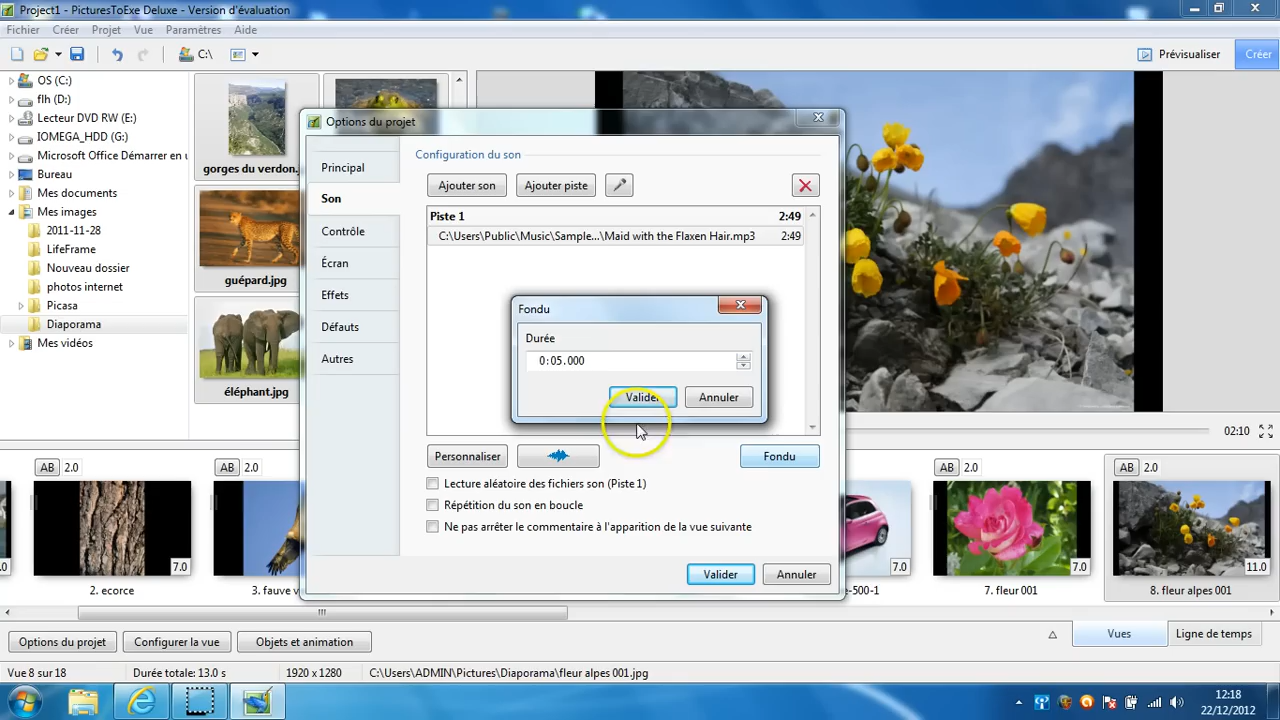 Project1 - PicturesToExe Deluxe - Version d'évaluation
Fichier Créer Projet Vue Paramètres Aide
C:\
Prévisualiser
Créer
OS (C:)
flh (D:)
Lecteur DVD RW (E:)
IOMEGA_HDD (G:)
Microsoft Office Démarrer en
Bureau
Mes documents
Mes images
2011-11-28
LifeFrame
Nouveau dossier
photos internet
Picasa
Diaporama
Mes vidéos
gorges du verdon.
guépard.jpg
éléphant.jpg
Options du projet
Principal
Son
Contrôle
Écran
Effets
Défauts
Autres
Configuration du son
Ajouter son
Ajouter piste
Piste 1 2:49
C:\Users\Public\Music\Sample...\Maid with the Flaxen Hair.mp3 2:49
Fondu
Durée
0:05.000
Valider
Annuler
Personnaliser
Fondu
Lecture aléatoire des fichiers son (Piste 1)
Répétition du son en boucle
Ne pas arrêter le commentaire à l'apparition de la vue suivante
Valider
Annuler
02:10
AB 2.0
AB 2.0
AB 2.0
AB 2.0
7.0
7.0
7.0
11.0
2. ecorce
3. fauve
e-500-1
7. fleur 001
8. fleur alpes 001
Options du projet
Configurer la vue
Objets et animation
Vues
Ligne de temps
Vue 8 sur 18
Durée totale: 13.0 s
1920 x 1280
C:\Users\ADMIN\Pictures\Diaporama\fleur alpes 001.jpg
12:18
22/12/2012